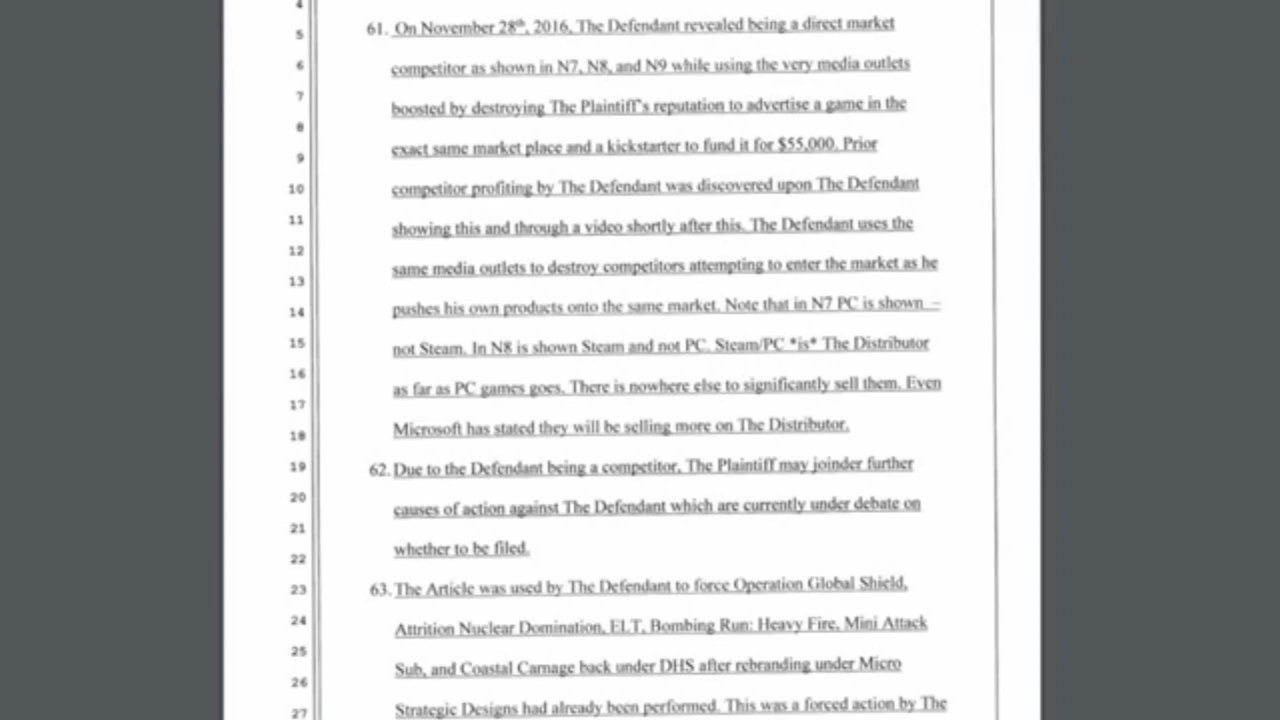 4
5 61. On November 28th, 2016, The Defendant revealed being a direct market
6 competitor as shown in N7, N8, and N9 while using the very media outlets
7 boosted by destroying The Plaintiff's reputation to advertise a game in the
8
9 exact same market place and a kickstarter to fund it for $55,000. Prior
10 competitor profiting by The Defendant was discovered upon The Defendant
11 showing this and through a video shortly after this. The Defendant uses the
12
13 same media outlets to destroy competitors attempting to enter the market as he
14 pushes his own products onto the same market. Note that in N7 PC is shown –
15 not Steam. In N8 is shown Steam and not PC. Steam/PC *is* The Distributor
16
17 as far as PC games goes. There is nowhere else to significantly sell them. Even
18 Microsoft has stated they will be selling more on The Distributor.
19 62. Due to the Defendant being a competitor, The Plaintiff may joinder further
20
21 causes of action against The Defendant which are currently under debate on
22 whether to be filed.
23 63. The Article was used by The Defendant to force Operation Global Shield,
24 Attrition Nuclear Domination, ELT, Bombing Run: Heavy Fire, Mini Attack
25
26 Sub, and Coastal Carnage back under DHS after rebranding under Micro
27 Strategic Designs had already been performed. This was a forced action by The